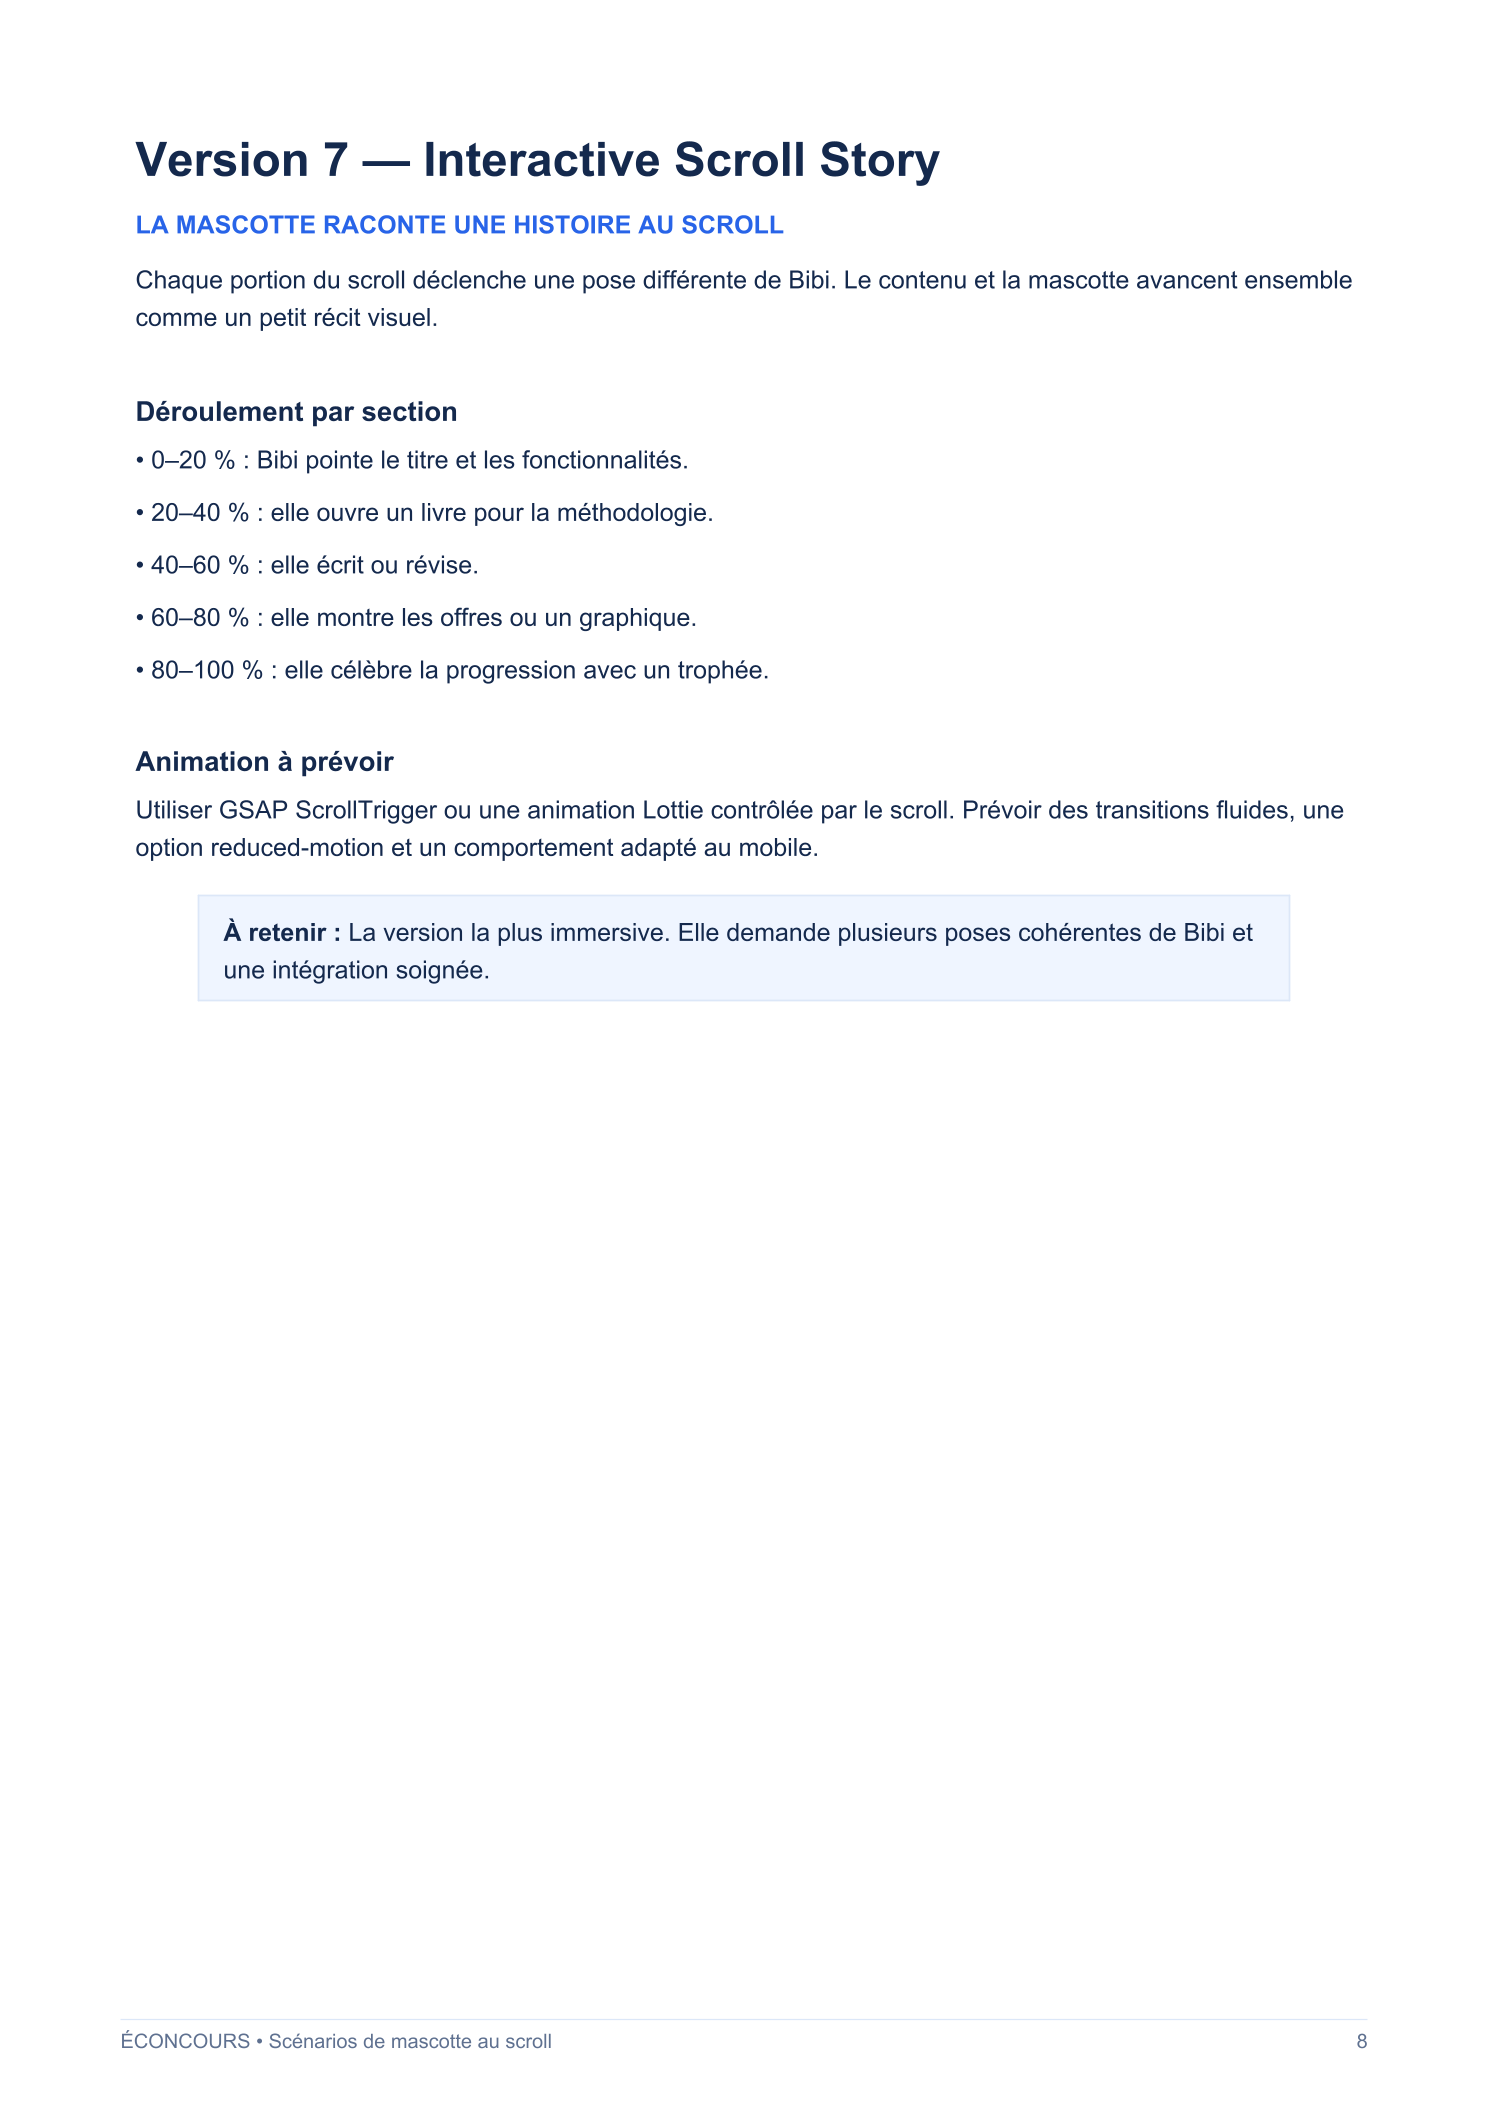 Version 7 — Interactive Scroll Story
LA MASCOTTE RACONTE UNE HISTOIRE AU SCROLL
Chaque portion du scroll déclenche une pose différente de Bibi. Le contenu et la mascotte avancent ensemble
comme un petit récit visuel.
Déroulement par section
• 0–20 % : Bibi pointe le titre et les fonctionnalités.
• 20–40 % : elle ouvre un livre pour la méthodologie.
• 40–60 % : elle écrit ou révise.
• 60–80 % : elle montre les offres ou un graphique.
• 80–100 % : elle célèbre la progression avec un trophée.
Animation à prévoir
Utiliser GSAP ScrollTrigger ou une animation Lottie contrôlée par le scroll. Prévoir des transitions fluides, une
option reduced-motion et un comportement adapté au mobile.
À retenir : La version la plus immersive. Elle demande plusieurs poses cohérentes de Bibi et
une intégration soignée.
ÉCONCOURS • Scénarios de mascotte au scroll 8